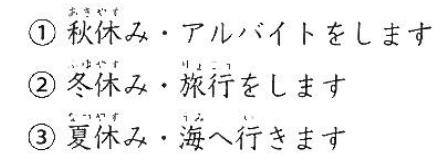 ① 秋休み・アルバイトをします
② 冬休み・旅行をします
③ 夏休み・海へ行きます